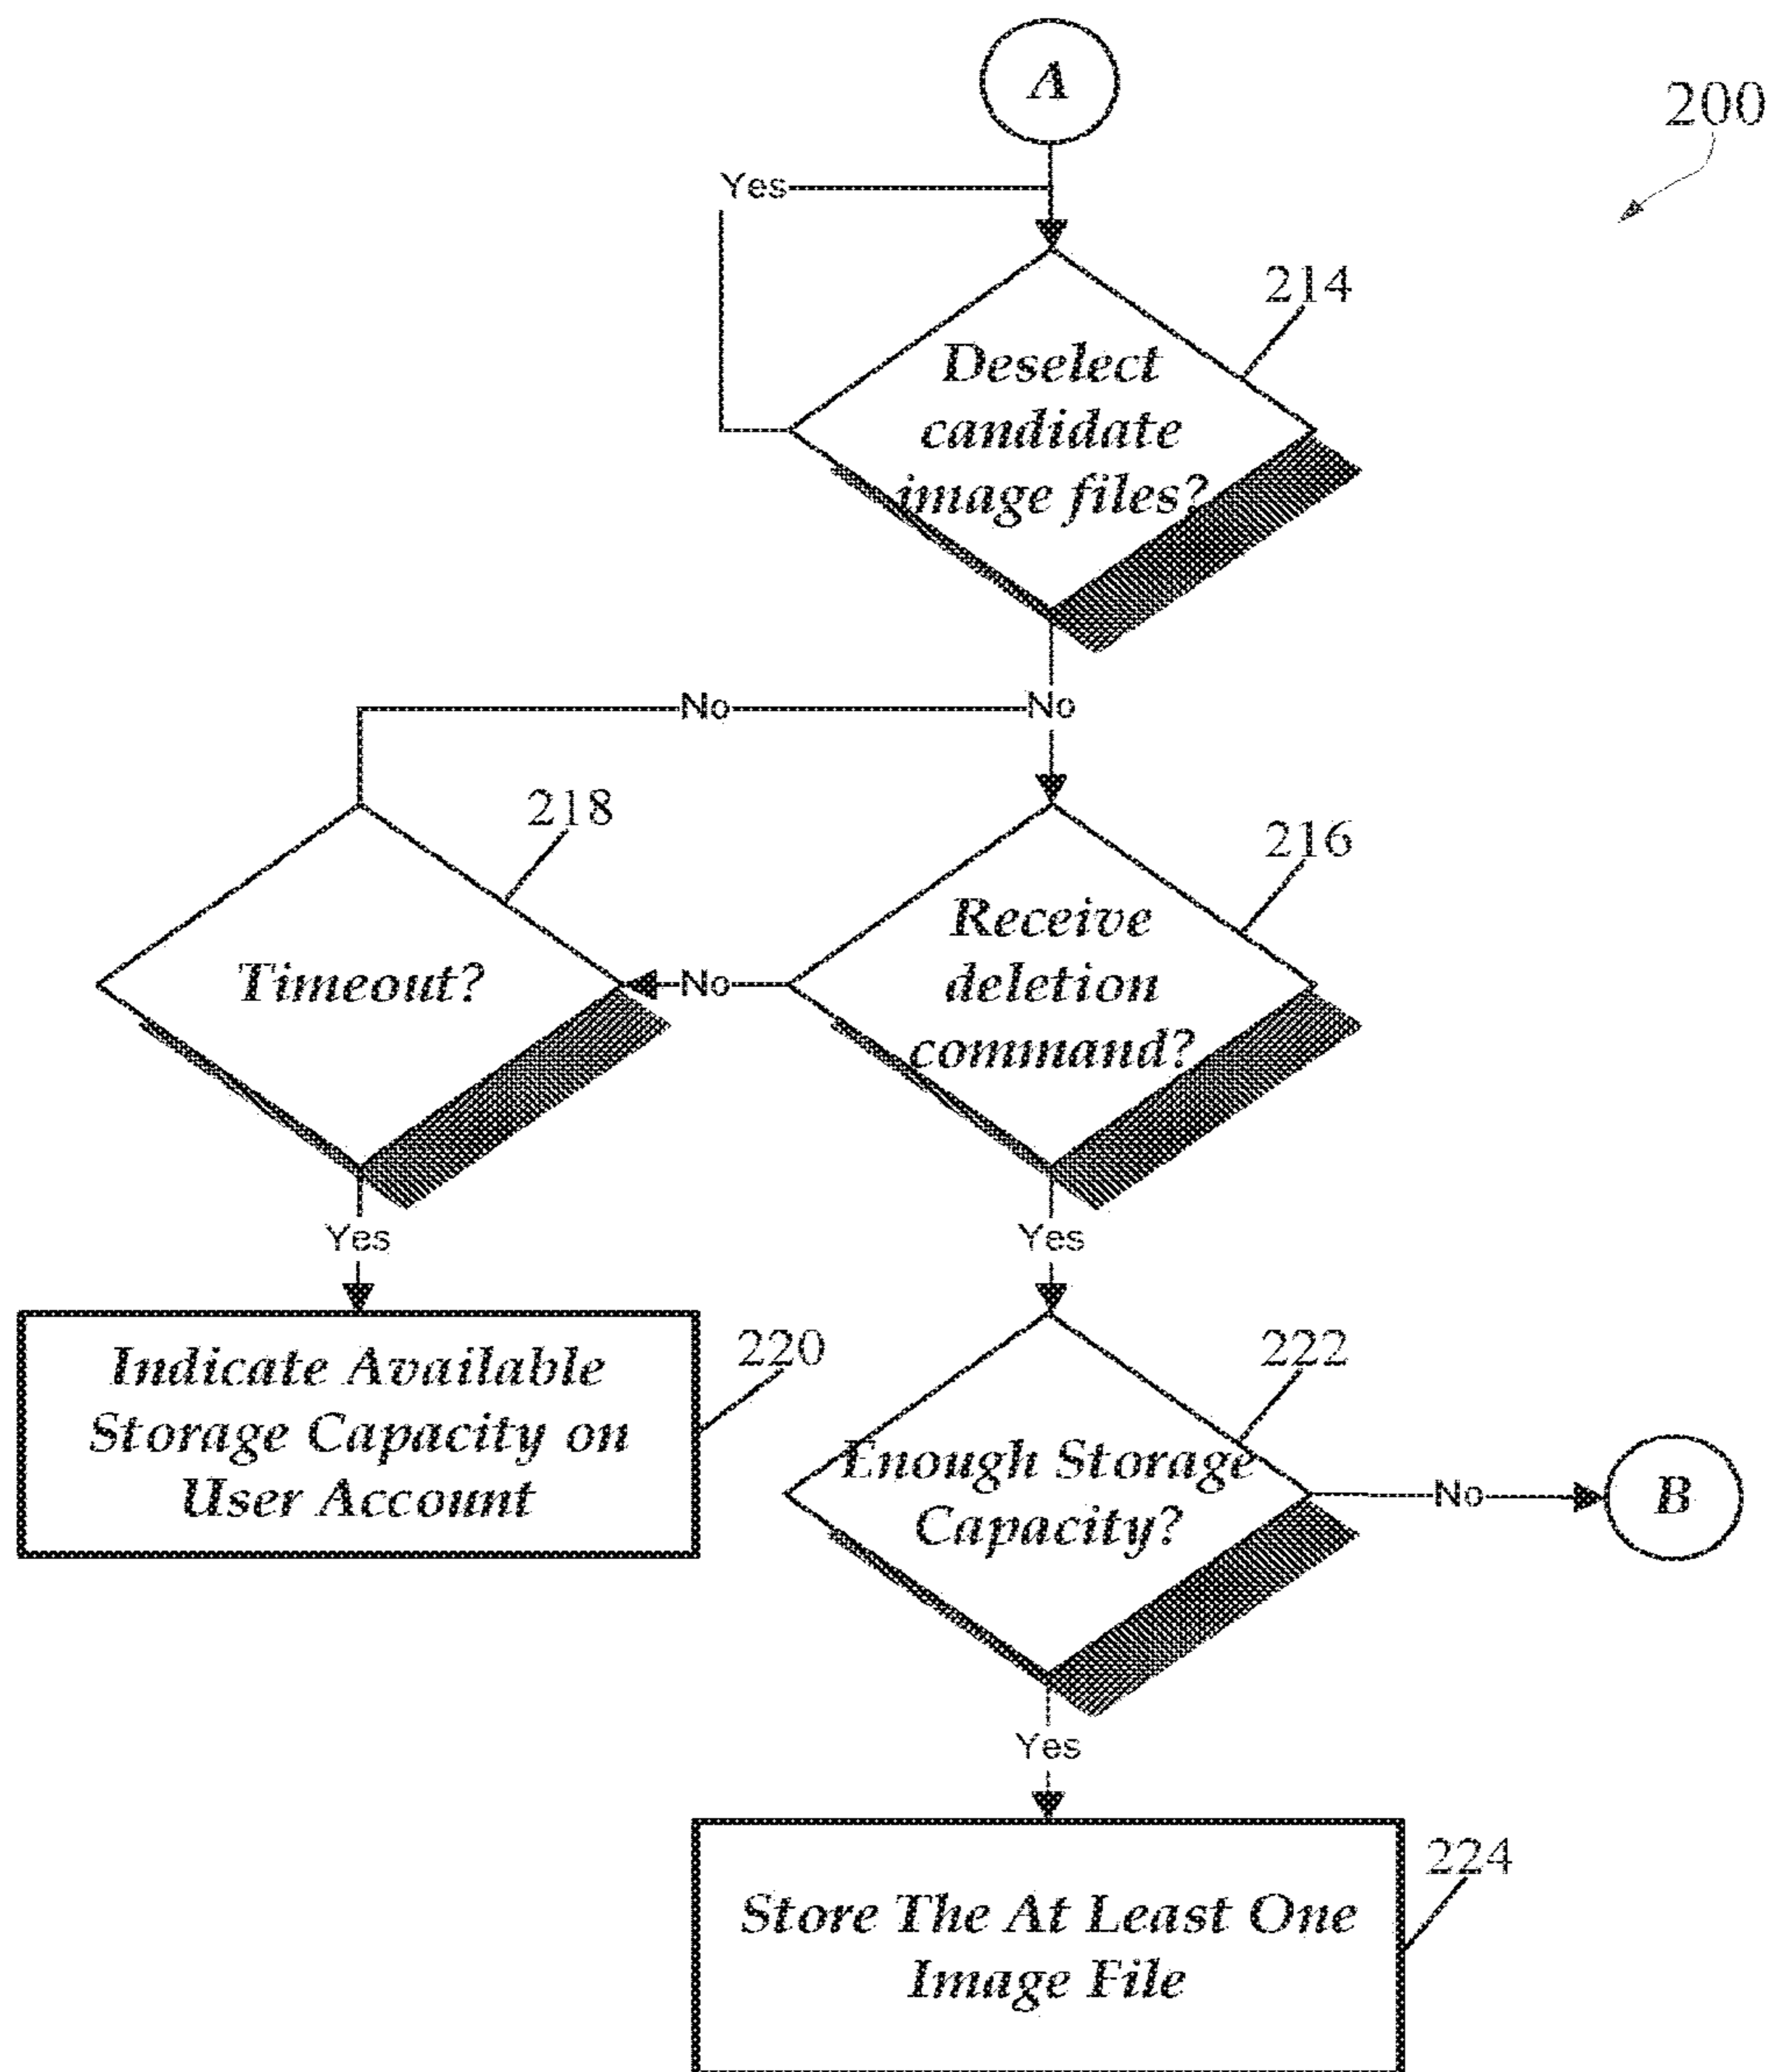 A
200
Yes
214
Deselect
candidate
image files?
No
No
218
216
Timeout?
No
Receive
deletion
command?
Yes
Yes
Indicate Available
Storage Capacity on
User Account
220
222
Enough Storage
Capacity?
No
B
Yes
224
Store The At Least One
Image File